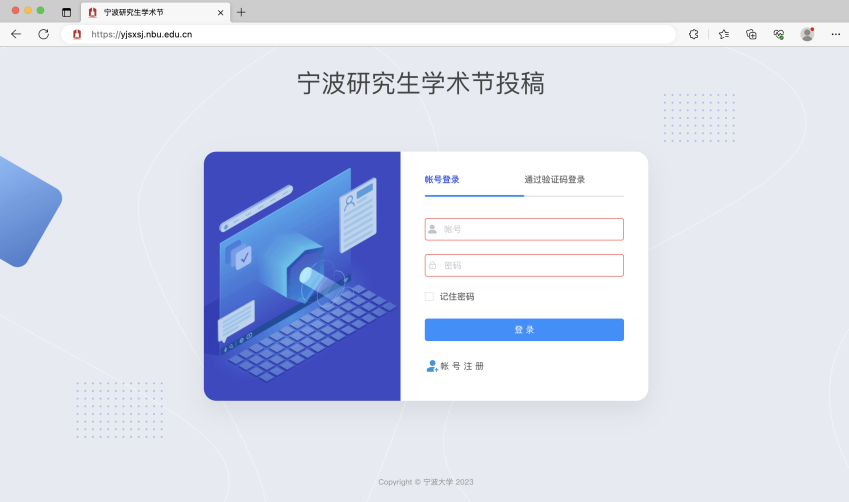 宁波研究生学术节
https://yjsxsj.nbu.edu.cn
宁波研究生学术节投稿
帐号登录
通过验证码登录
帐号
密码
记住密码
登 录
帐 号 注 册
Copyright © 宁波大学 2023